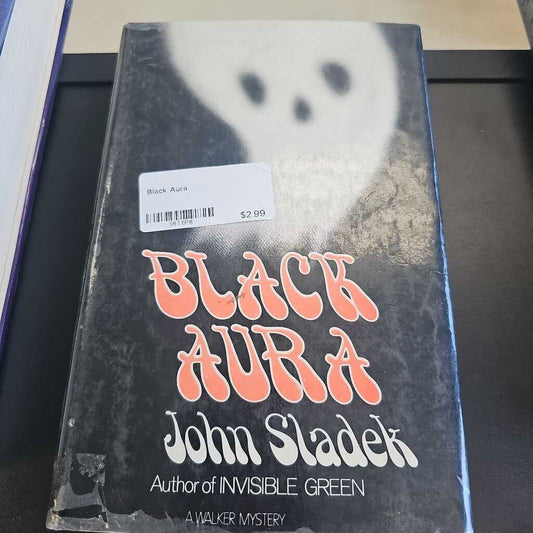 Black Aura
$2.99
BLACK
AURA
John Sladek
Author of INVISIBLE GREEN
A WALKER MYSTERY